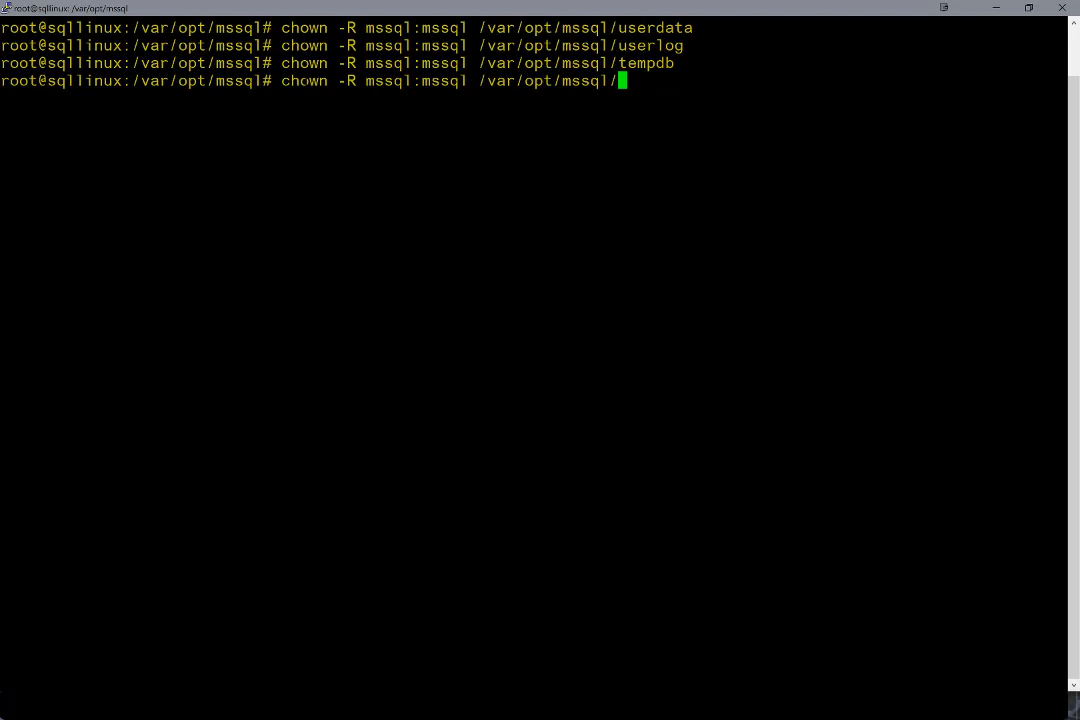 root@sqllinux: /var/opt/mssql
root@sqllinux:/var/opt/mssql# chown -R mssql:mssql /var/opt/mssql/userdata
root@sqllinux:/var/opt/mssql# chown -R mssql:mssql /var/opt/mssql/userlog
root@sqllinux:/var/opt/mssql# chown -R mssql:mssql /var/opt/mssql/tempdb
root@sqllinux:/var/opt/mssql# chown -R mssql:mssql /var/opt/mssql/